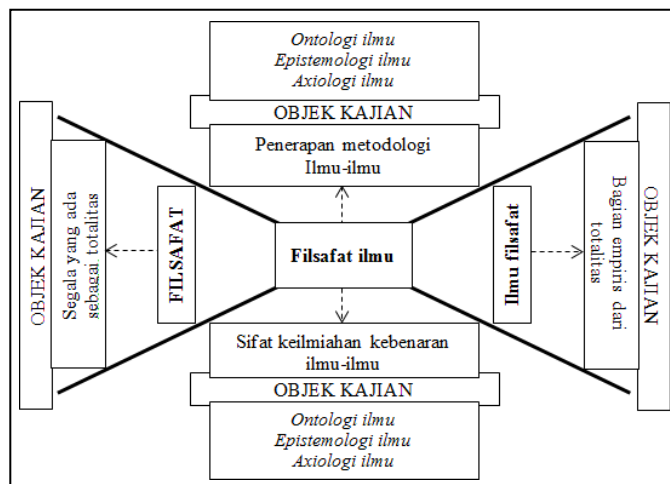 Ontologi ilmu
Epistemologi ilmu
Axiologi ilmu
OBJEK KAJIAN
Penerapan metodologi
Ilmu-ilmu
OBJEK KAJIAN
Segala yang ada
sebagai totalitas
FILSAFAT
Filsafat ilmu
Ilmu filsafat
Bagian empiris dari
totalitas
OBJEK KAJIAN
Sifat keilmiahan kebenaran
ilmu-ilmu
OBJEK KAJIAN
Ontologi ilmu
Epistemologi ilmu
Axiologi ilmu